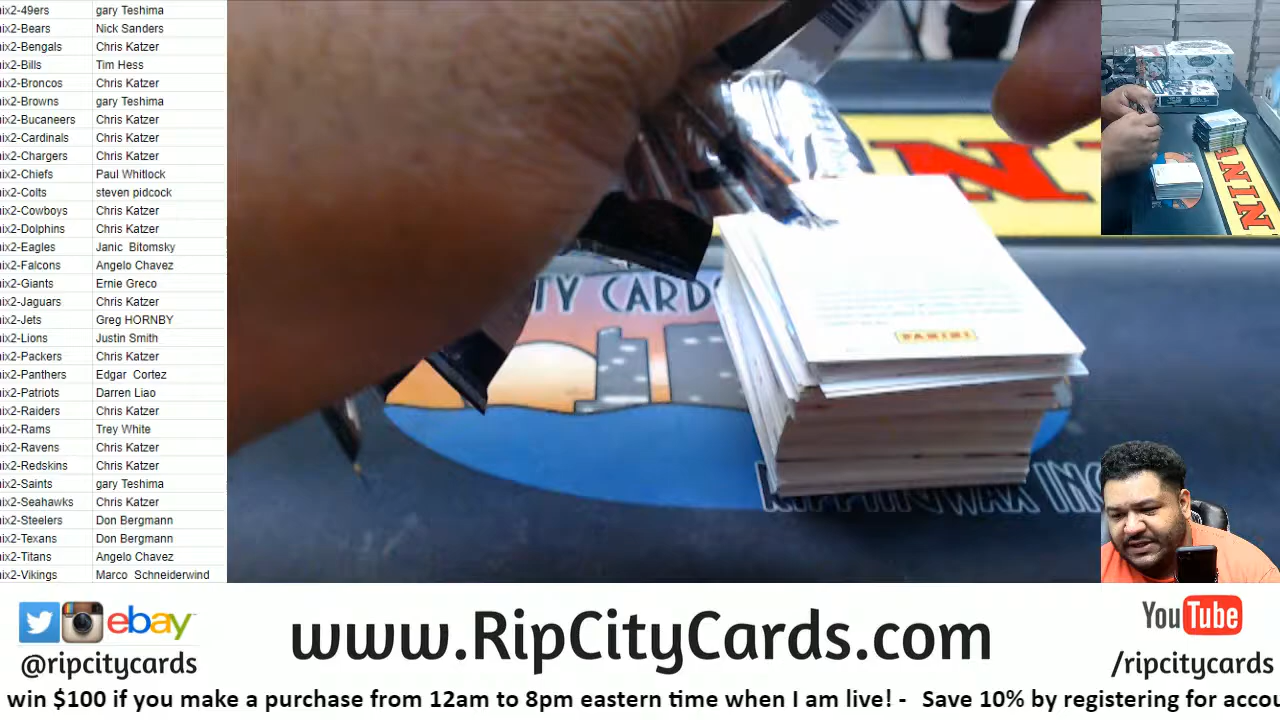 ix2-49ers gary Teshima
ix2-Bears Nick Sanders
ix2-Bengals Chris Katzer
ix2-Bills Tim Hess
ix2-Broncos Chris Katzer
ix2-Browns gary Teshima
ix2-Bucaneers Chris Katzer
ix2-Cardinals Chris Katzer
ix2-Chargers Chris Katzer
ix2-Chiefs Paul Whitlock
ix2-Colts steven pidcock
ix2-Cowboys Chris Katzer
ix2-Dolphins Chris Katzer
ix2-Eagles Janic Bitomsky
ix2-Falcons Angelo Chavez
ix2-Giants Ernie Greco
ix2-Jaguars Chris Katzer
ix2-Jets Greg HORNBY
ix2-Lions Justin Smith
ix2-Packers Chris Katzer
ix2-Panthers Edgar Cortez
ix2-Patriots Darren Liao
ix2-Raiders Chris Katzer
ix2-Rams Trey White
ix2-Ravens Chris Katzer
ix2-Redskins Chris Katzer
ix2-Saints gary Teshima
ix2-Seahawks Chris Katzer
ix2-Steelers Don Bergmann
ix2-Texans Don Bergmann
ix2-Titans Angelo Chavez
ix2-Vikings Marco Schneiderwind
ITY CARDS
PANINI
RIPPINWAX INC
NIN
ebay
@ripcitycards
www.RipCityCards.com
YouTube
/ripcitycards
win $100 if you make a purchase from 12am to 8pm eastern time when I am live! - Save 10% by registering for accou